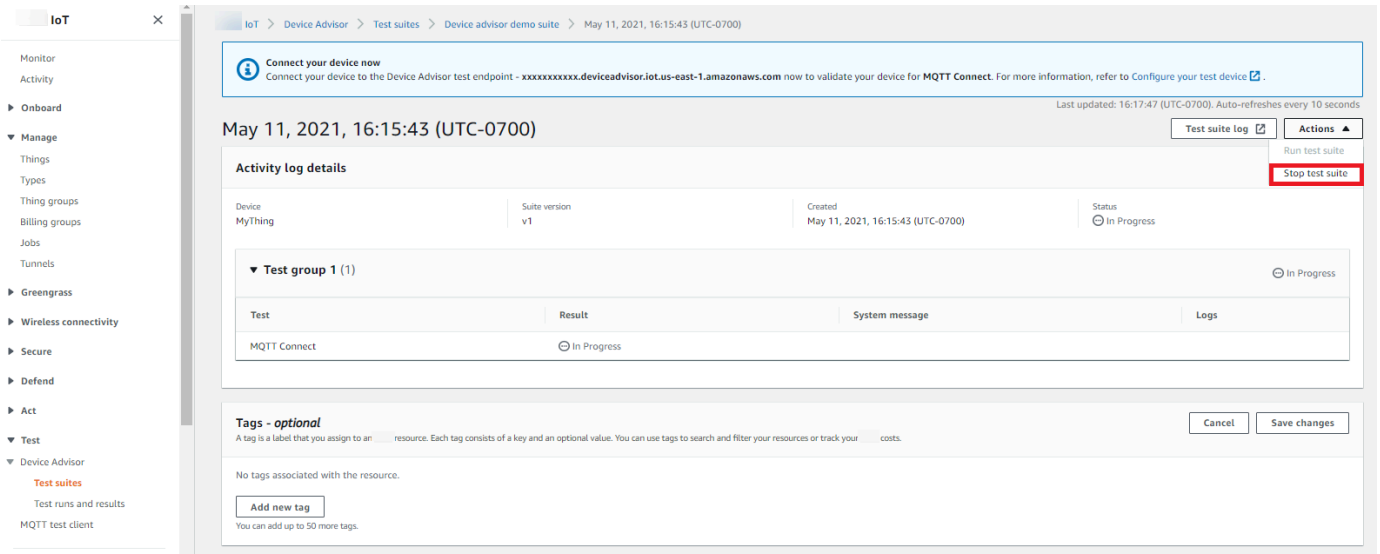 IoT
Monitor
Activity
Onboard
Manage
Things
Types
Thing groups
Billing groups
Jobs
Tunnels
Greengrass
Wireless connectivity
Secure
Defend
Act
Test
Device Advisor
Test suites
Test runs and results
MQTT test client
IoT > Device Advisor > Test suites > Device advisor demo suite > May 11, 2021, 16:15:43 (UTC-0700)
Connect your device now
Connect your device to the Device Advisor test endpoint - xxxxxxxxxxx.deviceadvisor.iot.us-east-1.amazonaws.com now to validate your device for MQTT Connect. For more information, refer to Configure your test device .
Last updated: 16:17:47 (UTC-0700). Auto-refreshes every 10 seconds
May 11, 2021, 16:15:43 (UTC-0700)
Test suite log Actions
Run test suite
Stop test suite
Activity log details
Device Suite version Created Status
MyThing v1 May 11, 2021, 16:15:43 (UTC-0700) In Progress
Test group 1 (1) In Progress
Test Result System message Logs
MQTT Connect In Progress
Tags - optional Cancel Save changes
A tag is a label that you assign to an resource. Each tag consists of a key and an optional value. You can use tags to search and filter your resources or track your costs.
No tags associated with the resource.
Add new tag
You can add up to 50 more tags.